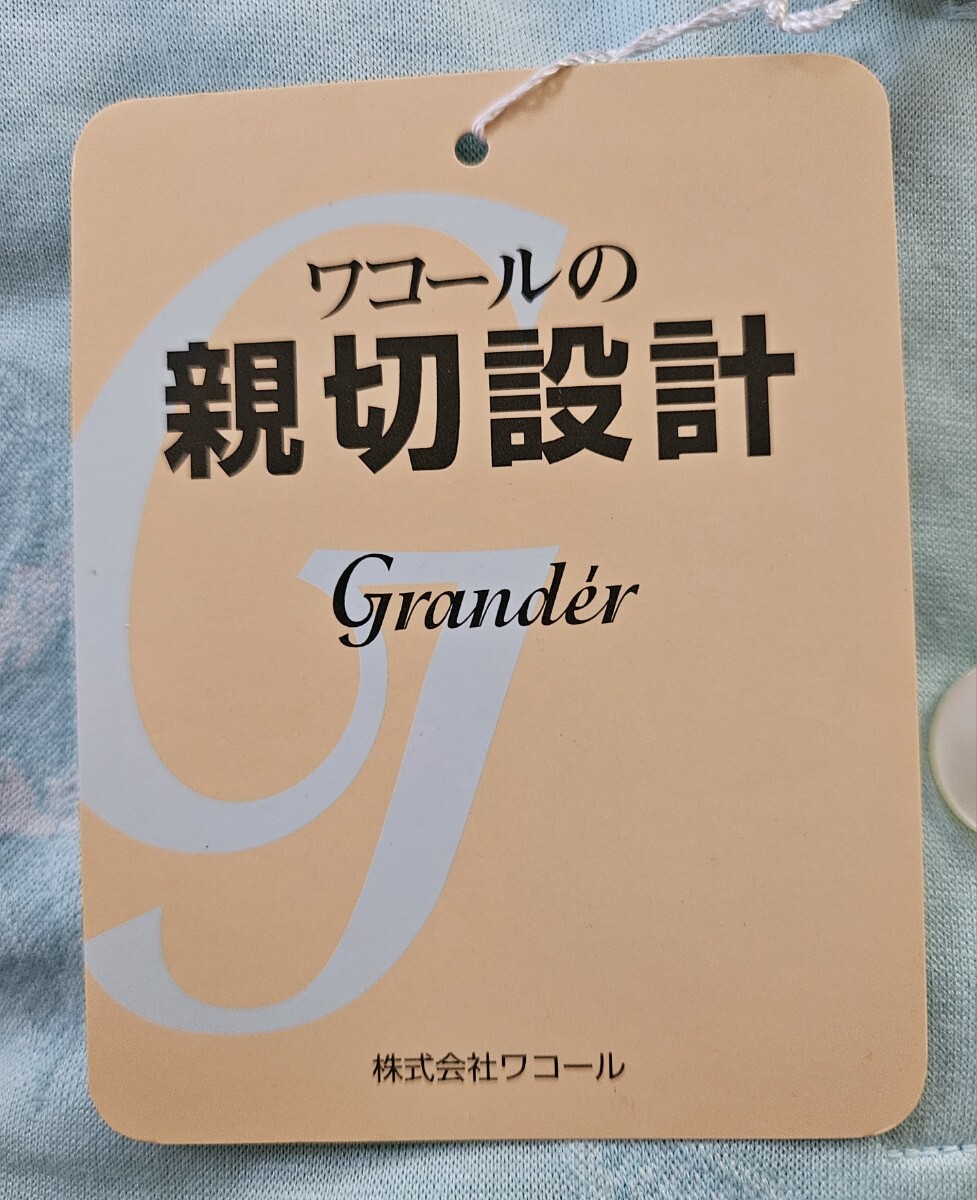 ワコールの
親切設計
Grandér
株式会社ワコール